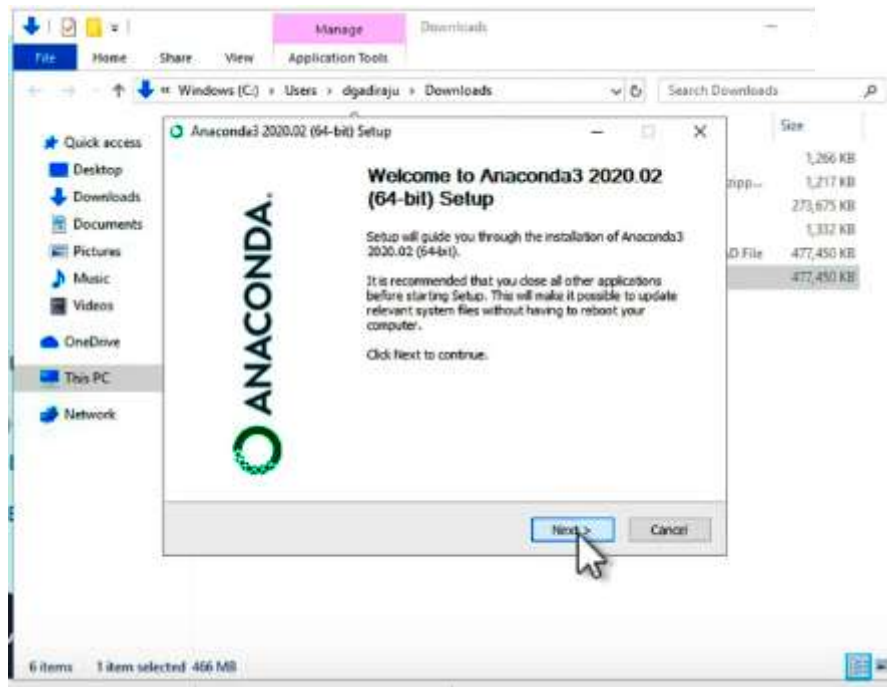 Manage
Downloads
File Home Share View Application Tools
« Windows (C:) › Users › dgadiraju › Downloads
Search Downloads
Quick access
Desktop
Downloads
Documents
Pictures
Music
Videos
OneDrive
This PC
Network
Anaconda3 2020.02 (64-bit) Setup
ANACONDA.
Welcome to Anaconda3 2020.02
(64-bit) Setup
Setup will guide you through the installation of Anaconda3
2020.02 (64-bit).
It is recommended that you close all other applications
before starting Setup. This will make it possible to update
relevant system files without having to reboot your
computer.
Click Next to continue.
Next >
Cancel
Size
1,266 KB
zipp... 1,217 KB
273,675 KB
1,332 KB
D File 477,450 KB
477,450 KB
6 items 1 item selected 466 MB